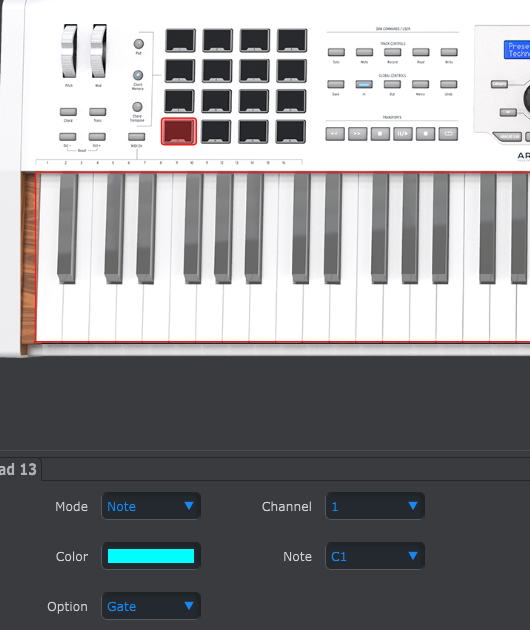 DAW COMMANDS / USER
TRACK CONTROLS
Pad
Solo Mute Record Read Write
Prese
Techn
Pitch Mod
Chord
Memory
GLOBAL CONTROLS
Save In Out Metro Undo
Chord Trans
Chord
Transpose
TRANSPORTS
Oct - Oct+ MIDI Ch
Reset
AR
1 2 3 4 5 6 7 8 9 10 11 12 13 14 15 16
ad 13
Mode Note Channel 1
Color Note C1
Option Gate